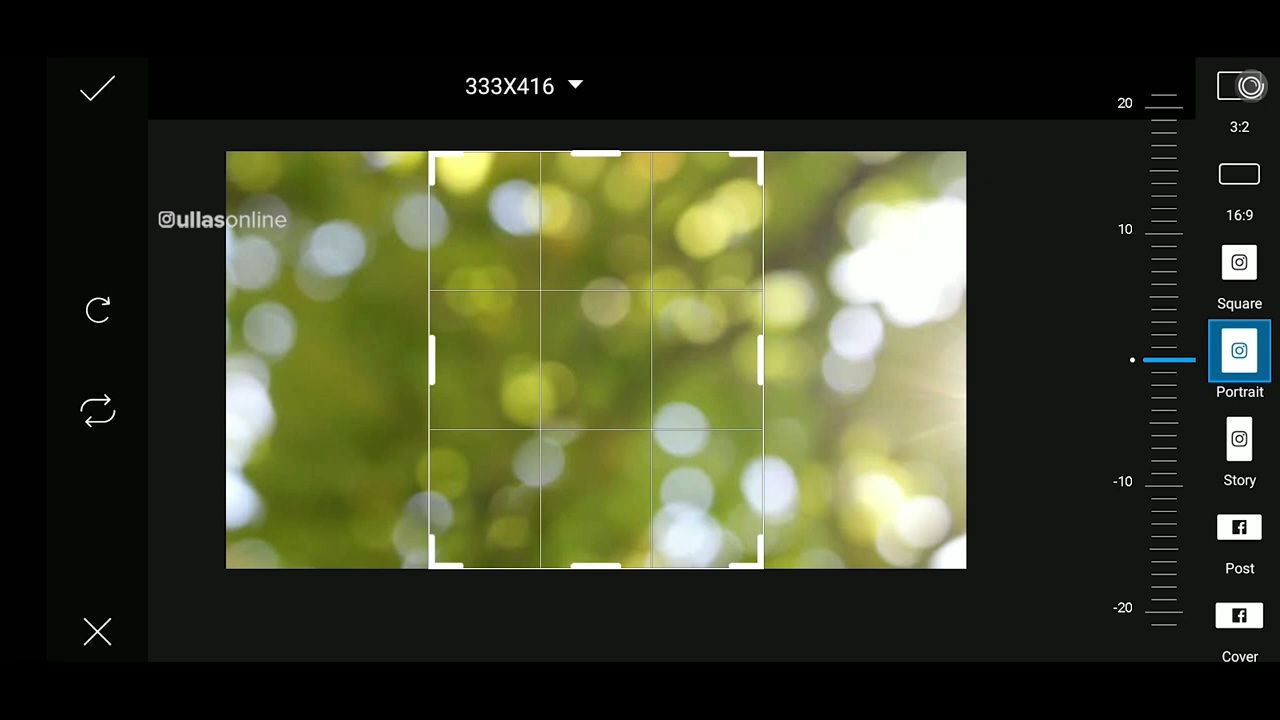 333X416
ullasonline
20
10
-10
-20
3:2
16:9
Square
Portrait
Story
Post
Cover